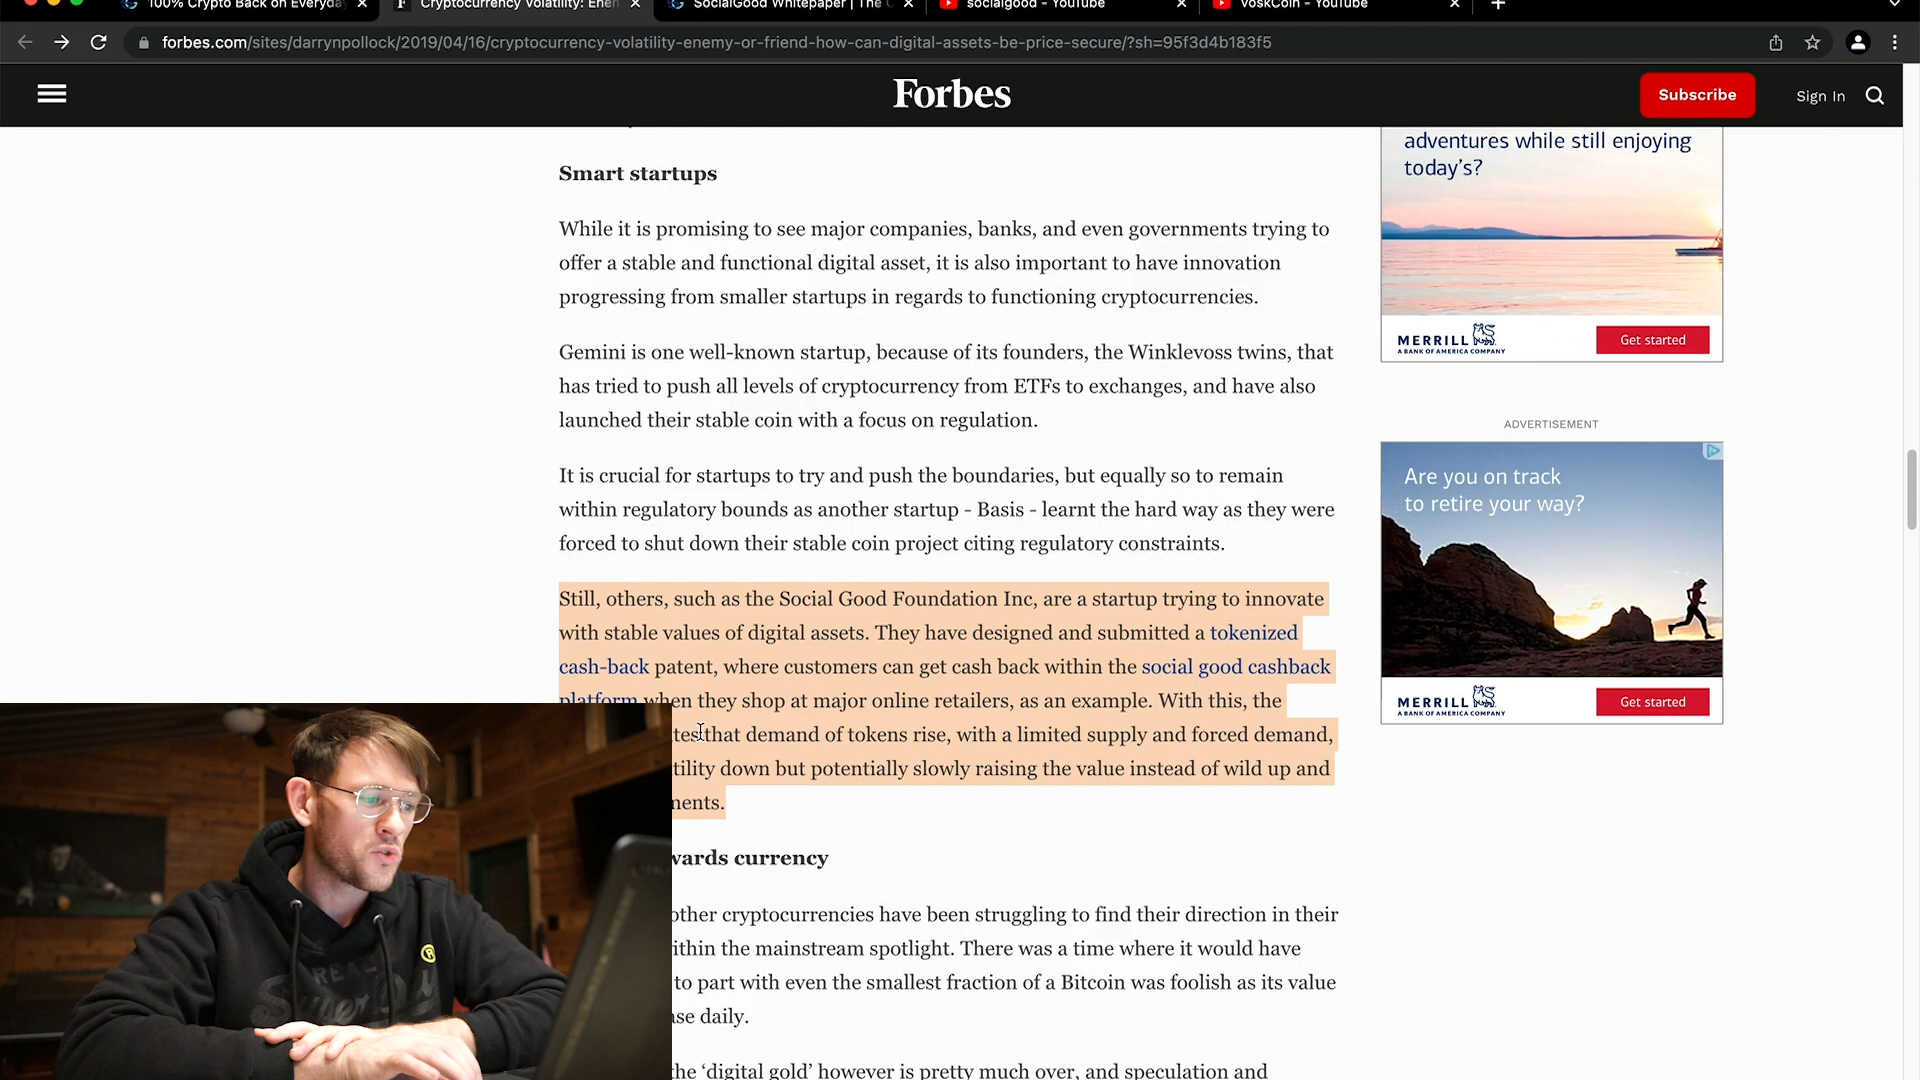 100% Crypto Back on Everyday
Cryptocurrency Volatility: Enem
SocialGood Whitepaper | The
socialgood - YouTube
VoskCoin - YouTube
forbes.com/sites/darrynpollock/2019/04/16/cryptocurrency-volatility-enemy-or-friend-how-can-digital-assets-be-price-secure/?sh=95f3d4b183f5
Forbes
Subscribe
Sign In
Smart startups
While it is promising to see major companies, banks, and even governments trying to
offer a stable and functional digital asset, it is also important to have innovation
progressing from smaller startups in regards to functioning cryptocurrencies.
Gemini is one well-known startup, because of its founders, the Winklevoss twins, that
has tried to push all levels of cryptocurrency from ETFs to exchanges, and have also
launched their stable coin with a focus on regulation.
It is crucial for startups to try and push the boundaries, but equally so to remain
within regulatory bounds as another startup - Basis - learnt the hard way as they were
forced to shut down their stable coin project citing regulatory constraints.
Still, others, such as the Social Good Foundation Inc, are a startup trying to innovate
with stable values of digital assets. They have designed and submitted a tokenized
cash-back patent, where customers can get cash back within the social good cashback
platform when they shop at major online retailers, as an example. With this, the
tes that demand of tokens rise, with a limited supply and forced demand,
tility down but potentially slowly raising the value instead of wild up and
ments.
wards currency
other cryptocurrencies have been struggling to find their direction in their
ithin the mainstream spotlight. There was a time where it would have
to part with even the smallest fraction of a Bitcoin was foolish as its value
se daily.
the ‘digital gold’ however is pretty much over, and speculation and
adventures while still enjoying
today’s?
MERRILL
A BANK OF AMERICA COMPANY
Get started
ADVERTISEMENT
Are you on track
to retire your way?
MERRILL
A BANK OF AMERICA COMPANY
Get started